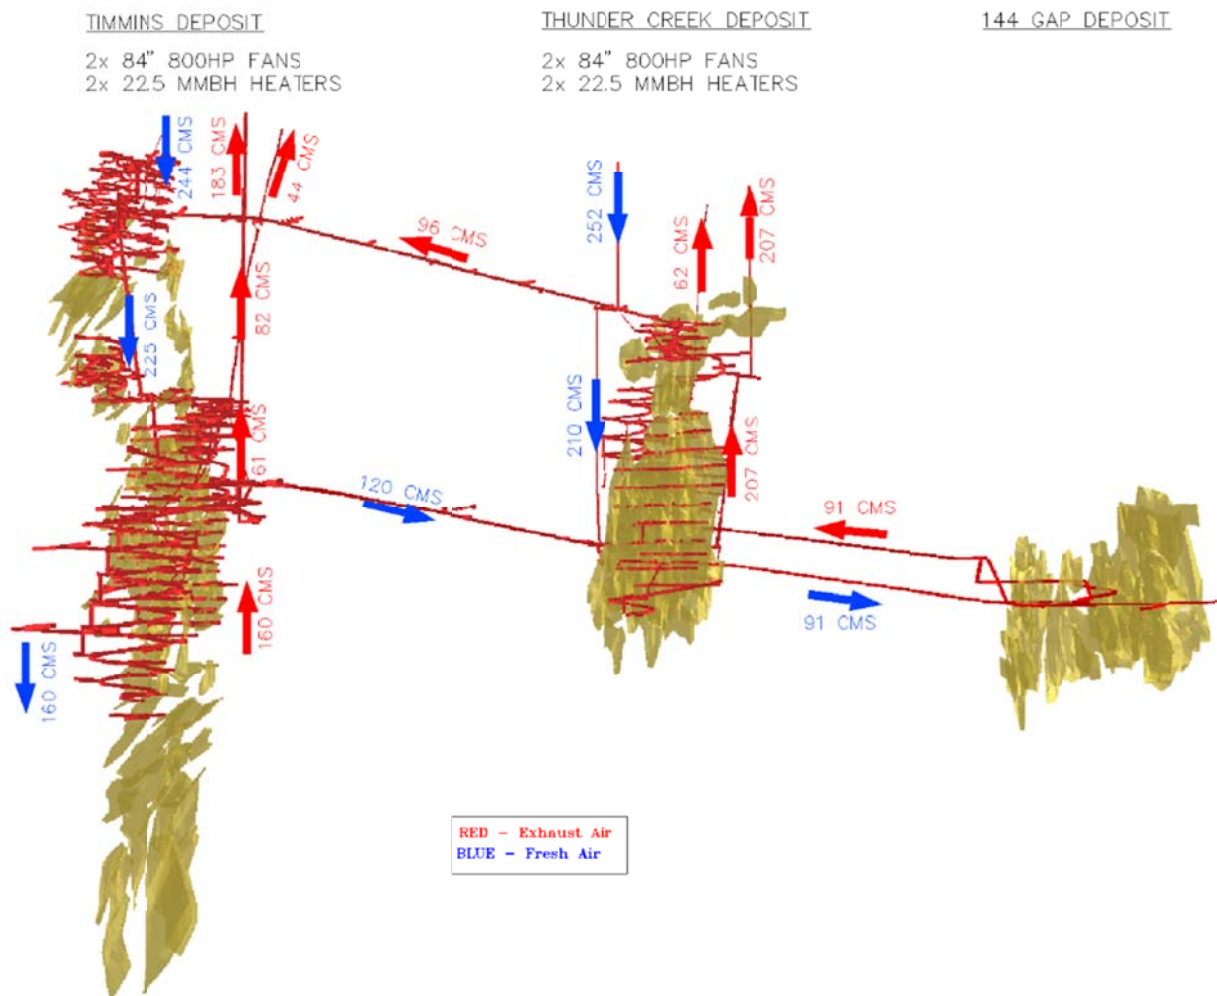 TIMMINS DEPOSIT
2x 84" 800HP FANS
2x 22.5 MMBH HEATERS
THUNDER CREEK DEPOSIT
2x 84" 800HP FANS
2x 22.5 MMBH HEATERS
144 GAP DEPOSIT
244 CMS
183 CMS
44 CMS
96 CMS
252 CMS
62 CMS
207 CMS
225 CMS
82 CMS
210 CMS
207 CMS
61 CMS
120 CMS
91 CMS
91 CMS
160 CMS
160 CMS
RED - Exhaust Air
BLUE - Fresh Air